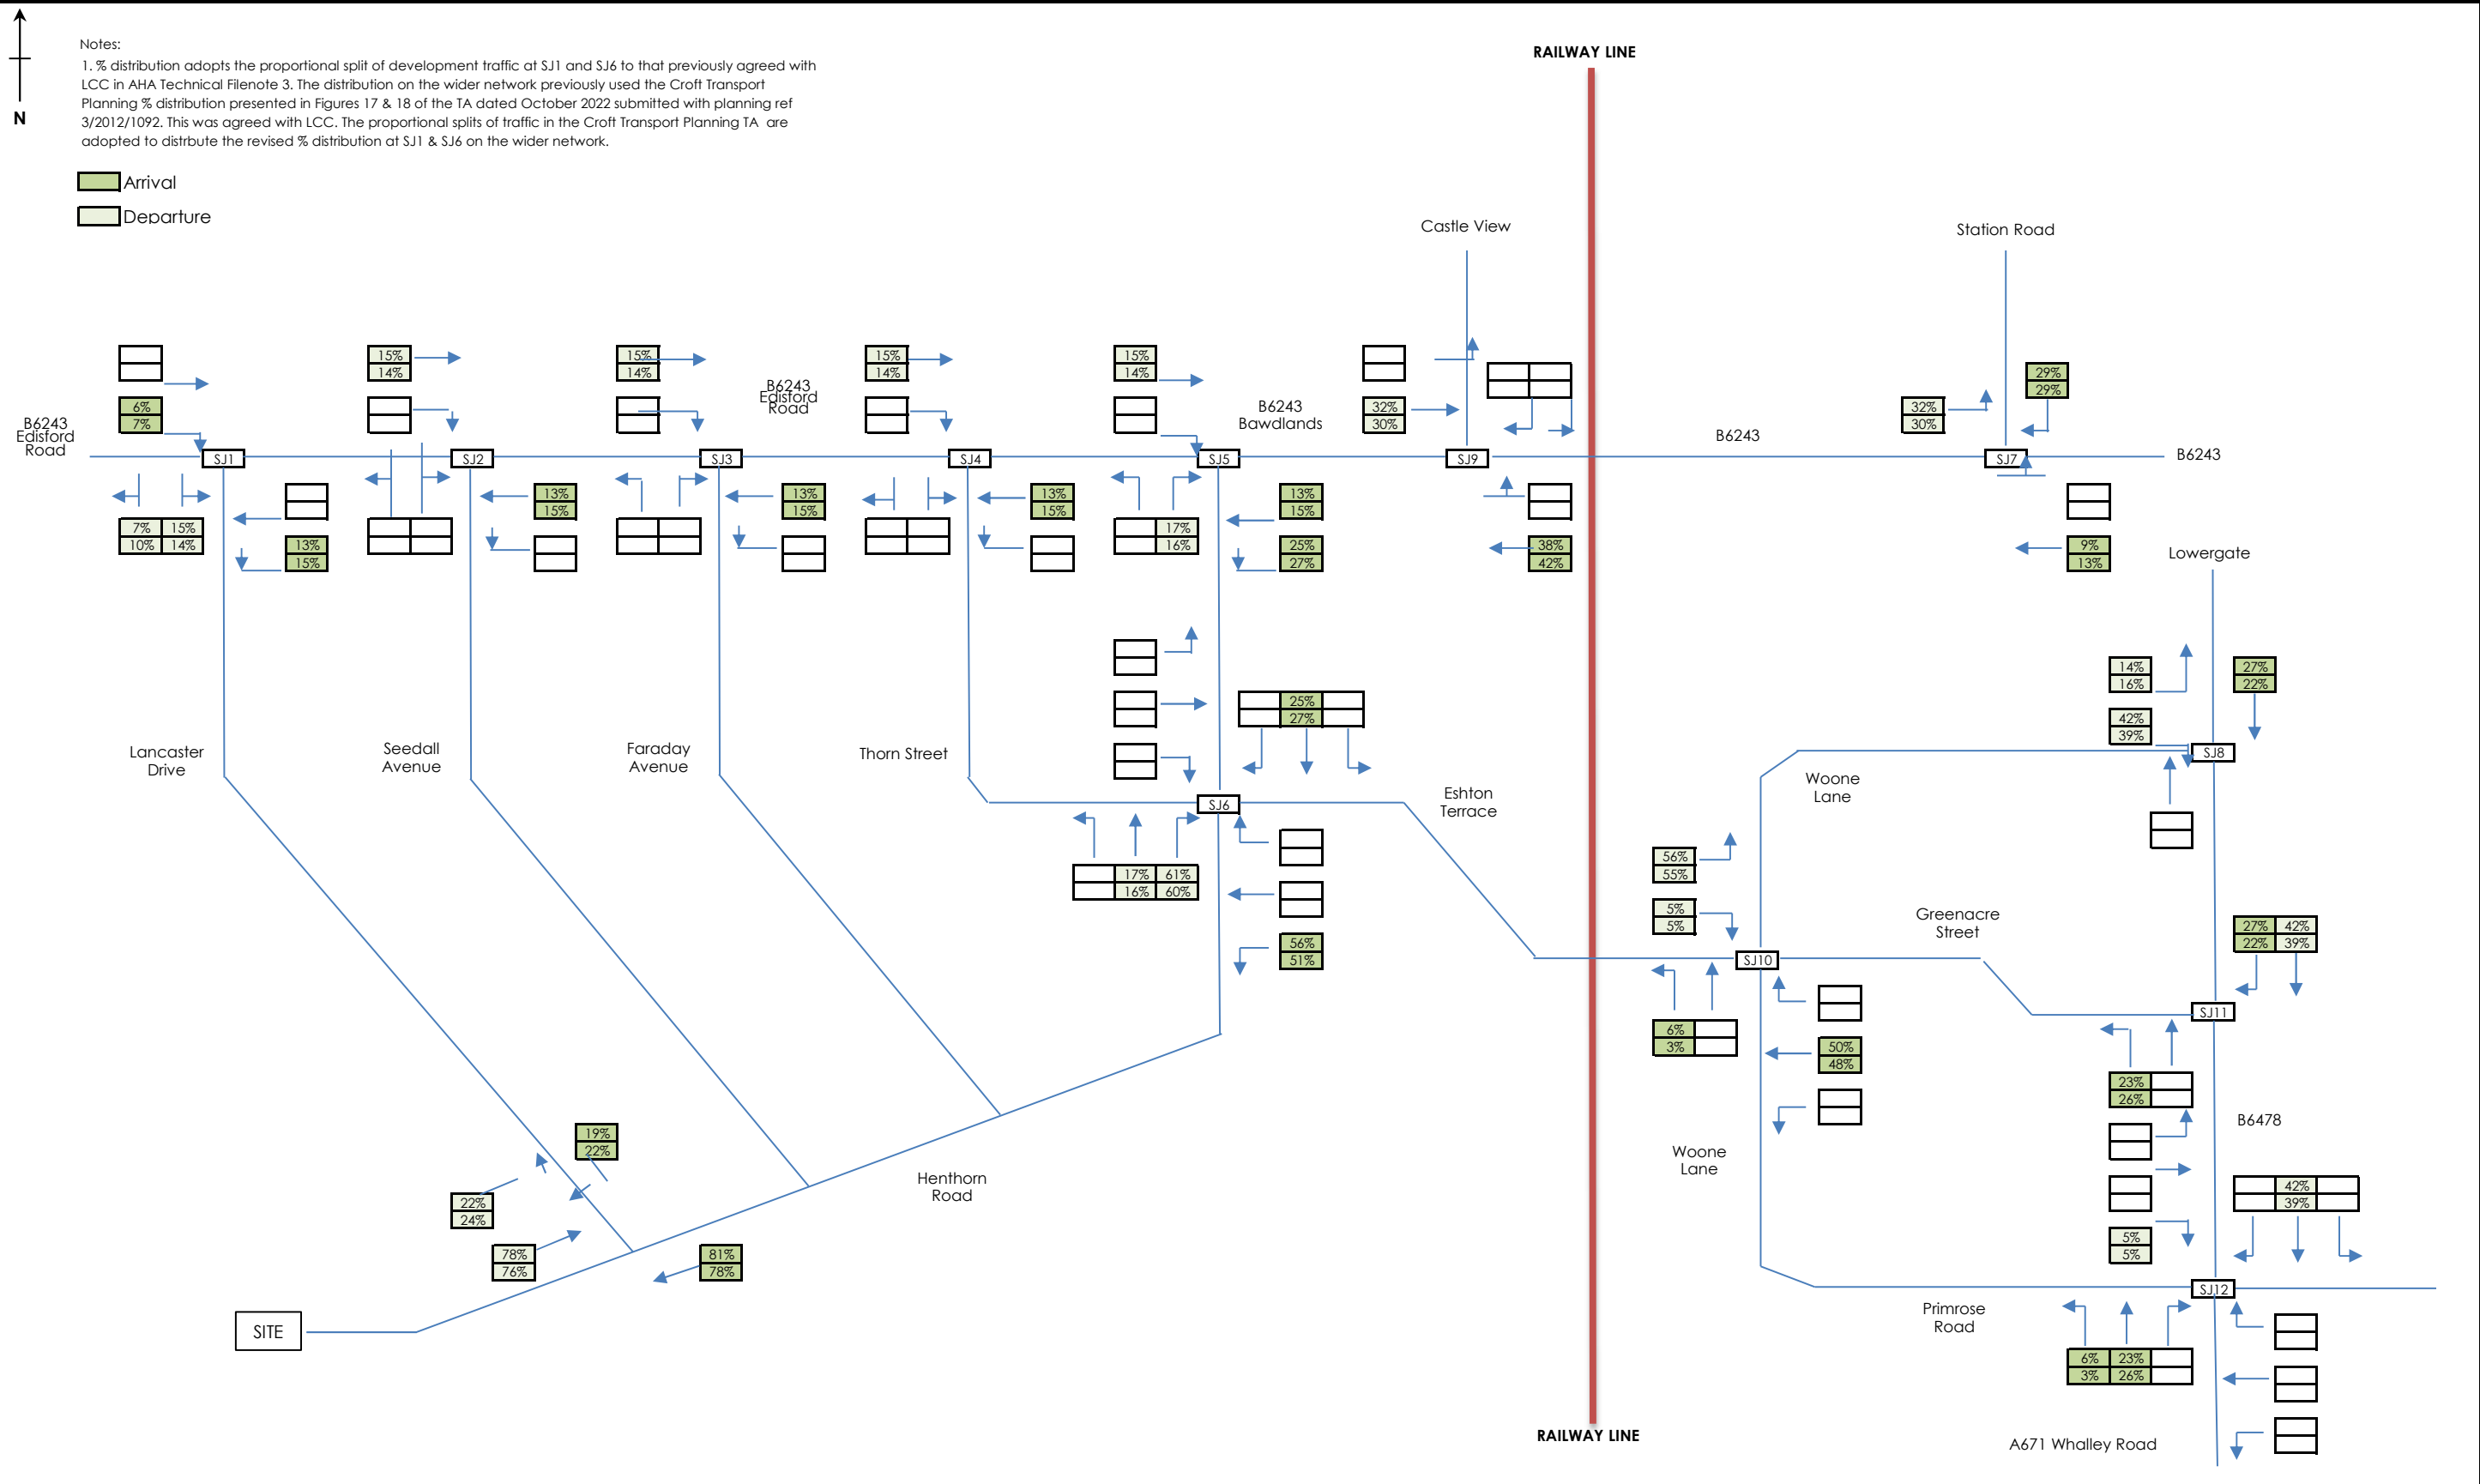 RAILWAY LINE
Notes:
1. % distribution adopts the proportional split of development traffic at SJ1 and SJ6 to that previously agreed with
LCC in AHA Technical Filenote 3. The distribution on the wider network previously used the Croft Transport
Planning % distribution presented in Figures 17 & 18 of the TA dated October 2022 submitted with planning ref
3/2012/1092. This was agreed with LCC. The proportional splits of traffic in the Croft Transport Planning TA are
adopted to distrbute the revised % distribution at SJ1 & SJ6 on the wider network.
N
Arrival
Departure
Castle View
Station Road
15%
14%
15%
14%
15%
14%
15%
14%
29%
29%
6%
7%
B6243
Edisford
Road
B6243
Edisford
Road
B6243
Bawdlands
32%
30%
32%
30%
B6243
SJ1
SJ2
SJ3
SJ4
SJ5
SJ9
SJ7
B6243
7% 15%
10% 14%
13%
15%
13%
15%
13%
15%
13%
15%
17%
16%
13%
15%
25%
27%
38%
42%
9%
13%
Lowergate
14%
16%
27%
22%
42%
39%
25%
27%
Lancaster
Drive
Seedall
Avenue
Faraday
Avenue
Thorn Street
SJ8
Woone
Lane
SJ6
Eshton
Terrace
17% 61%
16% 60%
56%
55%
5%
5%
56%
51%
Greenacre
Street
27% 42%
22% 39%
SJ10
SJ11
6%
3%
50%
48%
23%
26%
B6478
19%
22%
Woone
Lane
Henthorn
Road
22%
24%
42%
39%
5%
5%
78%
76%
81%
78%
SJ12
SITE
Primrose
Road
6% 23%
3% 26%
RAILWAY LINE
A671 Whalley Road